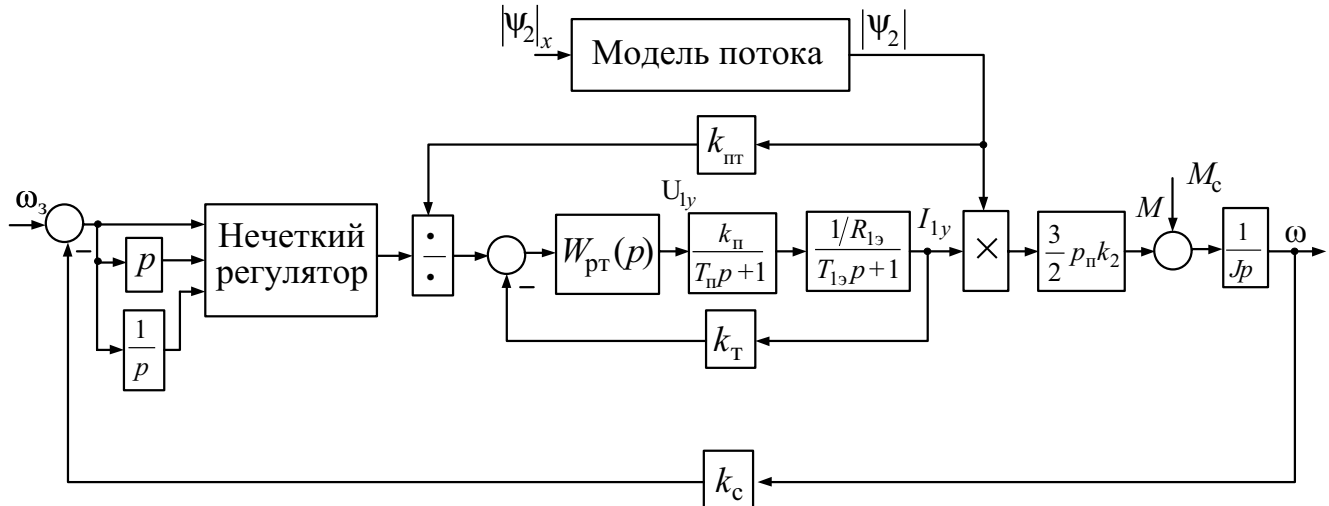 |ψ₂|ₓ
Модель потока
|ψ₂|
kпт
ωз
−
p
1/p
Нечеткий
регулятор
÷
−
Wрт(p)
U1y
kп/(Tпp+1)
(1/R1э)/(T1эp+1)
I1y
×
3/2 pпk2
M
Mс
1/(Jp)
ω
kт
kс